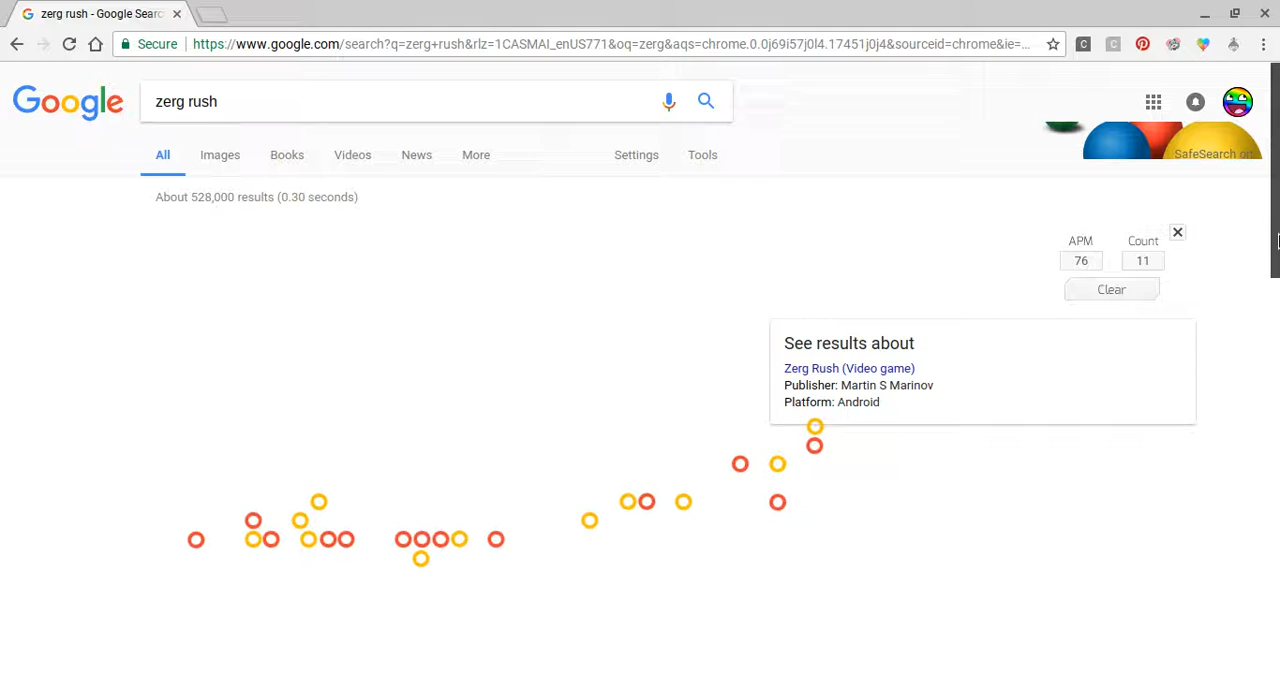 zerg rush - Google Searc
Secure https://www.google.com/search?q=zerg+rush&rlz=1CASMAI_enUS771&oq=zerg&aqs=chrome.0.0j69i57j0l4.17451j0j4&sourceid=chrome&ie=...
Google
zerg rush
All Images Books Videos News More Settings Tools
SafeSearch on
About 528,000 results (0.30 seconds)
APM Count
76 11
Clear
See results about
Zerg Rush (Video game)
Publisher: Martin S Marinov
Platform: Android